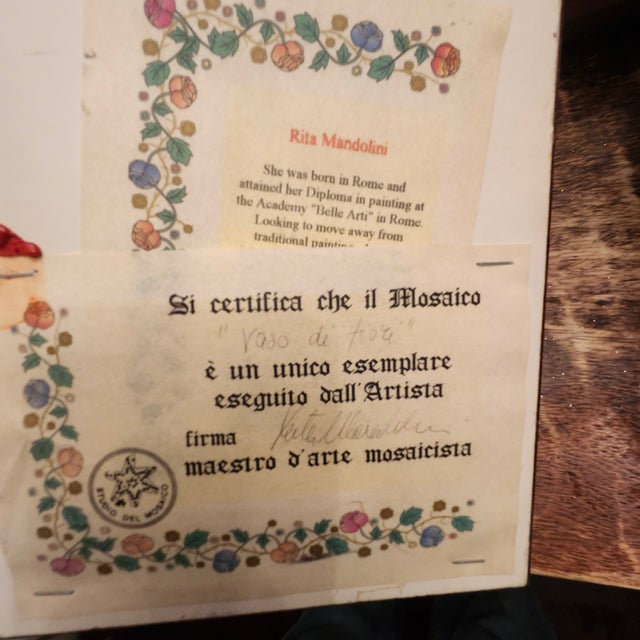 Rita Mandolini
She was born in Rome and
attained her Diploma in painting at
the Academy "Belle Arti" in Rome.
Looking to move away from
traditional painting
Si certifica che il Mosaico
"Vaso di fiori"
è un unico esemplare
eseguito dall'Artista
firma
maestro d'arte mosaicista
STUDIO DEL MOSAICO